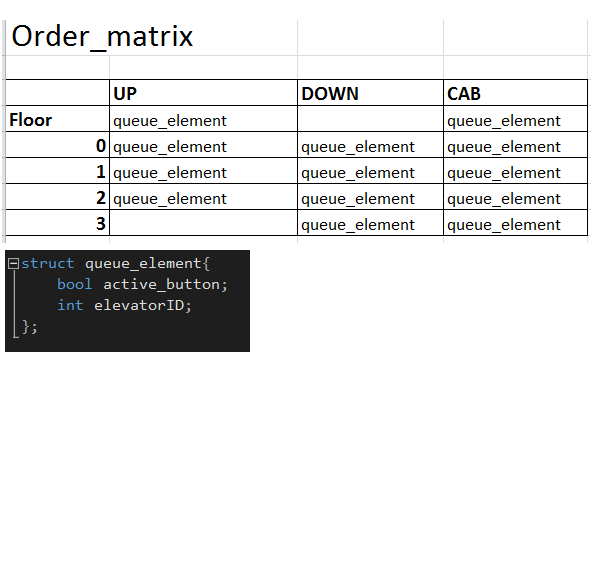 Order_matrix
UP DOWN CAB
Floor queue_element queue_element
0 queue_element queue_element queue_element
1 queue_element queue_element queue_element
2 queue_element queue_element queue_element
3 queue_element queue_element
struct queue_element{
bool active_button;
int elevatorID;
};